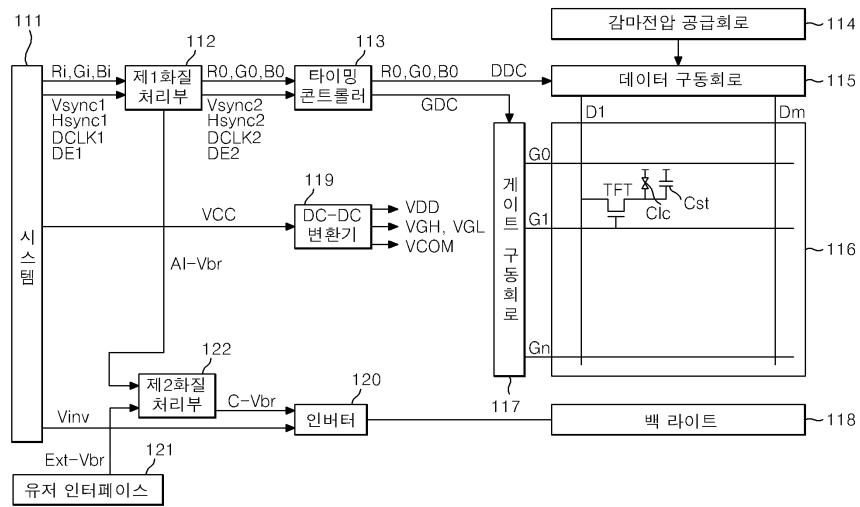 111
Ri,Gi,Bi
Vsync1
Hsync1
DCLK1
DE1
112
제1화질
처리부
R0,G0,B0
Vsync2
Hsync2
DCLK2
DE2
113
타이밍
콘트롤러
R0,G0,B0
DDC
GDC
감마전압 공급회로
114
데이터 구동회로
115
D1
Dm
G0
TFT
Clc
Cst
G1
Gn
116
게이트 구동회로
117
시스템
VCC
119
DC-DC
변환기
VDD
VGH, VGL
VCOM
AI-Vbr
122
제2화질
처리부
C-Vbr
120
인버터
Vinv
백 라이트
118
Ext-Vbr
121
유저 인터페이스